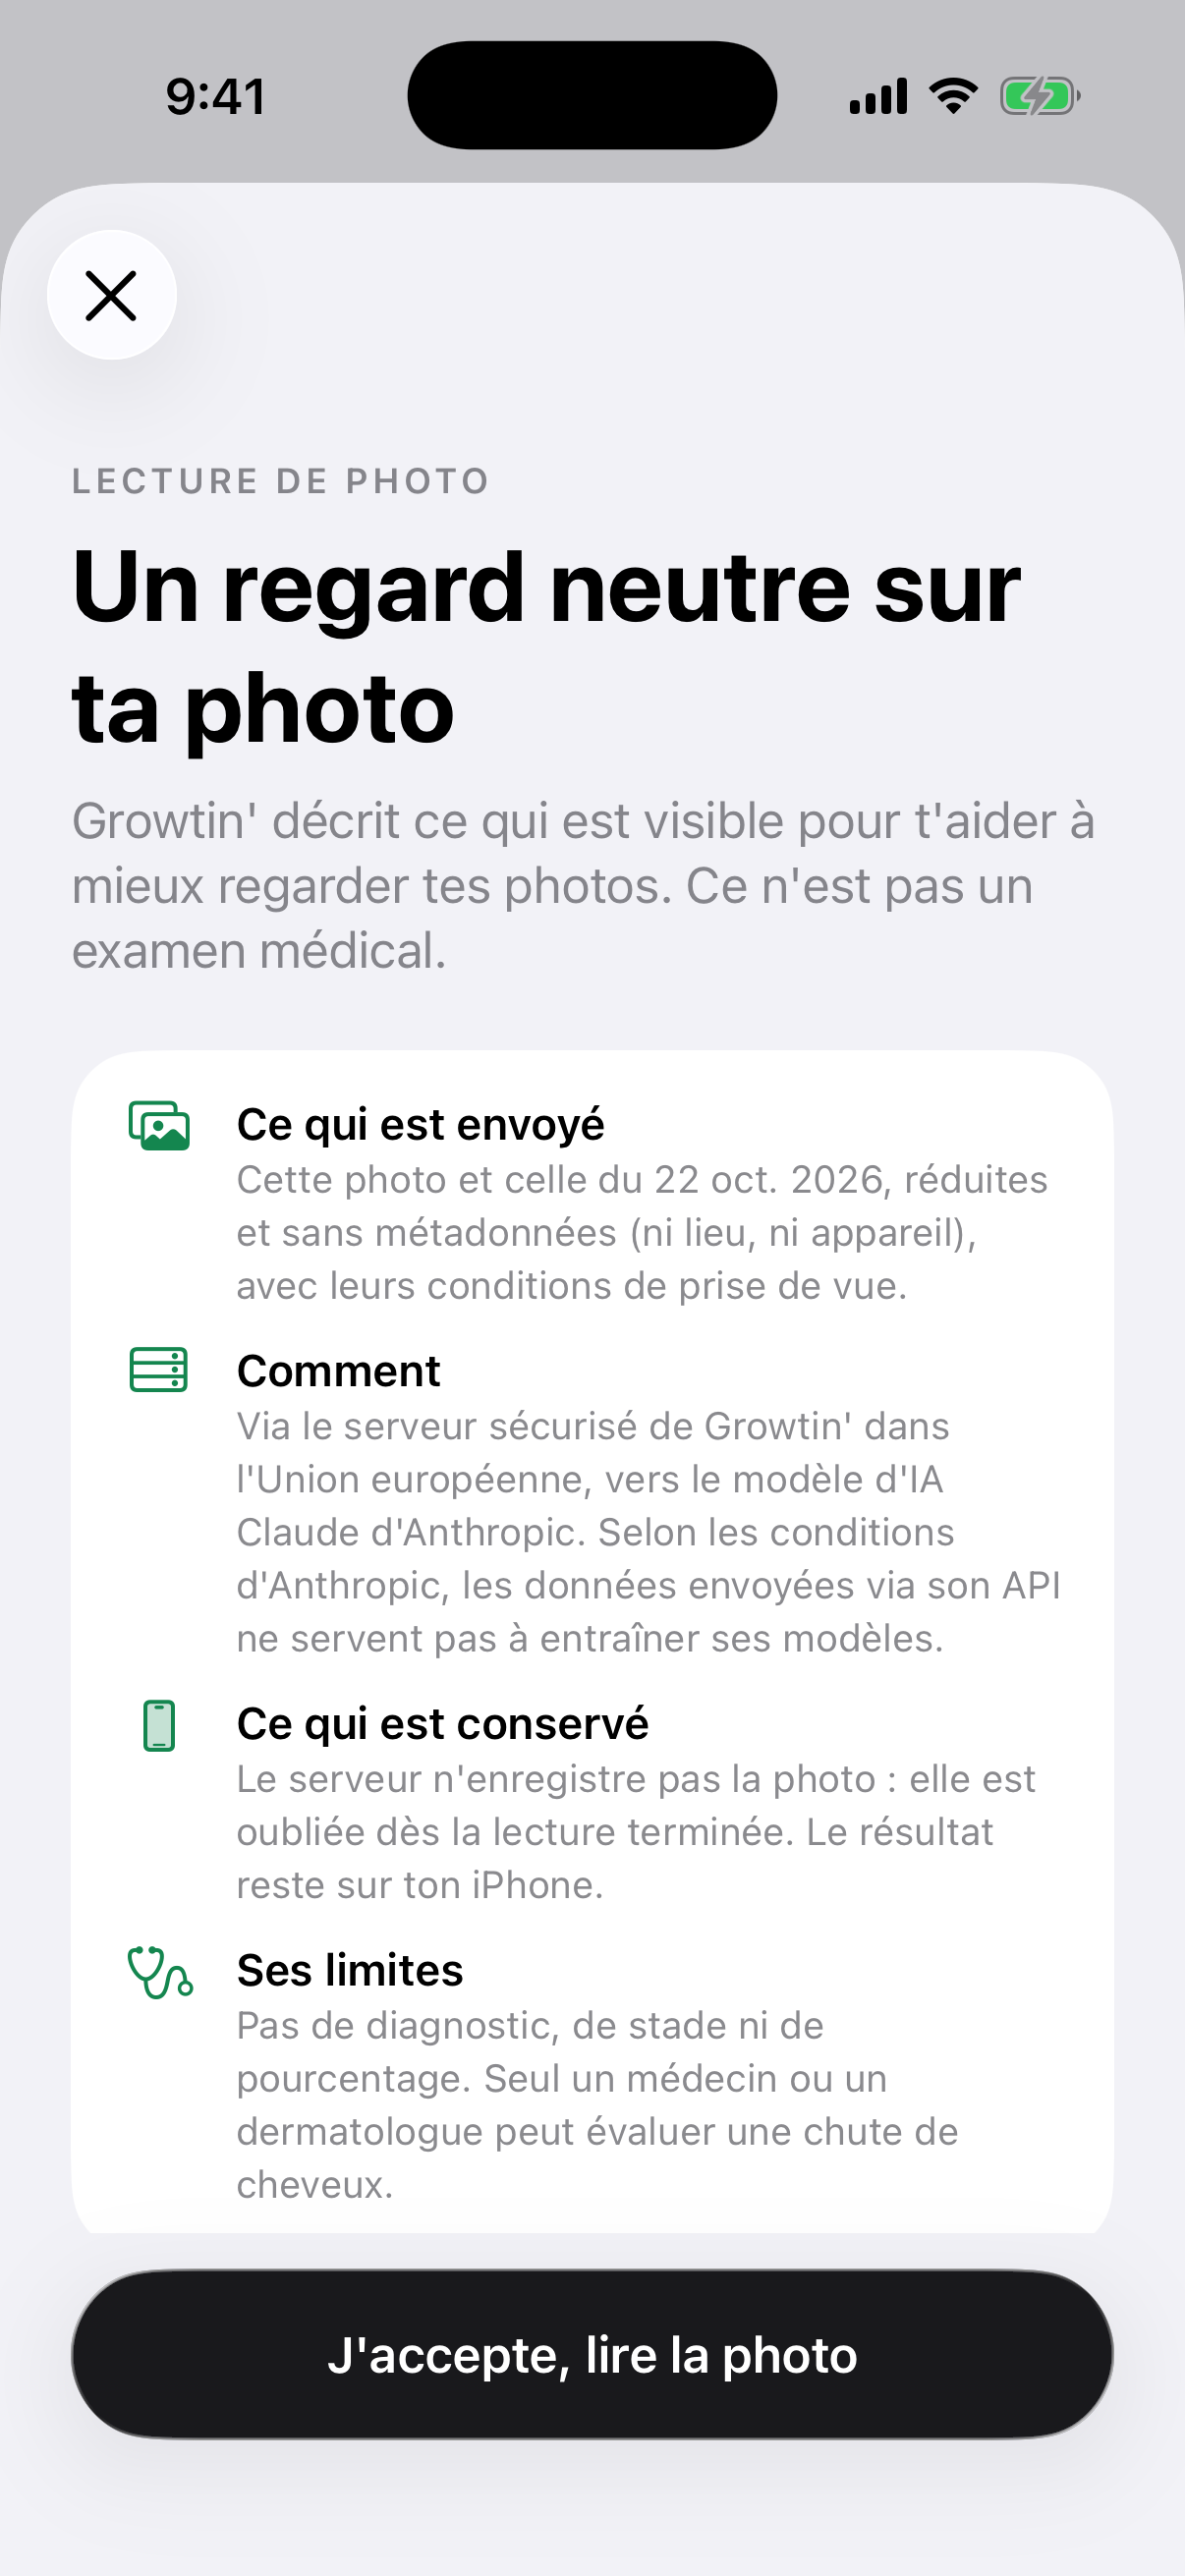 9:41
LECTURE DE PHOTO
Un regard neutre sur
ta photo
Growtin' décrit ce qui est visible pour t'aider à
mieux regarder tes photos. Ce n'est pas un
examen médical.
Ce qui est envoyé
Cette photo et celle du 22 oct. 2026, réduites
et sans métadonnées (ni lieu, ni appareil),
avec leurs conditions de prise de vue.
Comment
Via le serveur sécurisé de Growtin' dans
l'Union européenne, vers le modèle d'IA
Claude d'Anthropic. Selon les conditions
d'Anthropic, les données envoyées via son API
ne servent pas à entraîner ses modèles.
Ce qui est conservé
Le serveur n'enregistre pas la photo : elle est
oubliée dès la lecture terminée. Le résultat
reste sur ton iPhone.
Ses limites
Pas de diagnostic, de stade ni de
pourcentage. Seul un médecin ou un
dermatologue peut évaluer une chute de
cheveux.
J'accepte, lire la photo